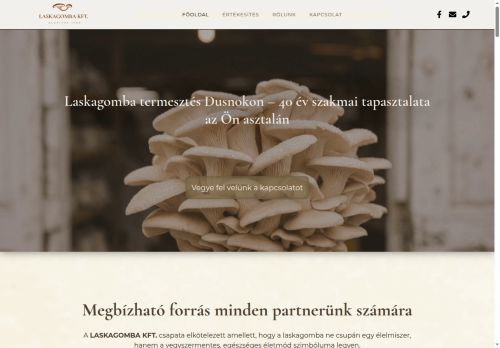 LASKAGOMBA KFT.
FŐOLDAL
ÉRTÉKESÍTÉS
RÓLUNK
KAPCSOLAT
Laskagomba termesztés Dusnokon – 40 év szakmai tapasztalata
az Ön asztalán
Vegye fel velünk a kapcsolatot
Megbízható forrás minden partnerünk számára
A LASKAGOMBA KFT. csapata elkötelezett amellett, hogy a laskagomba ne csupán egy élelmiszer,
hanem a vegyszermentes, egészséges életmód szimbóluma legyen.